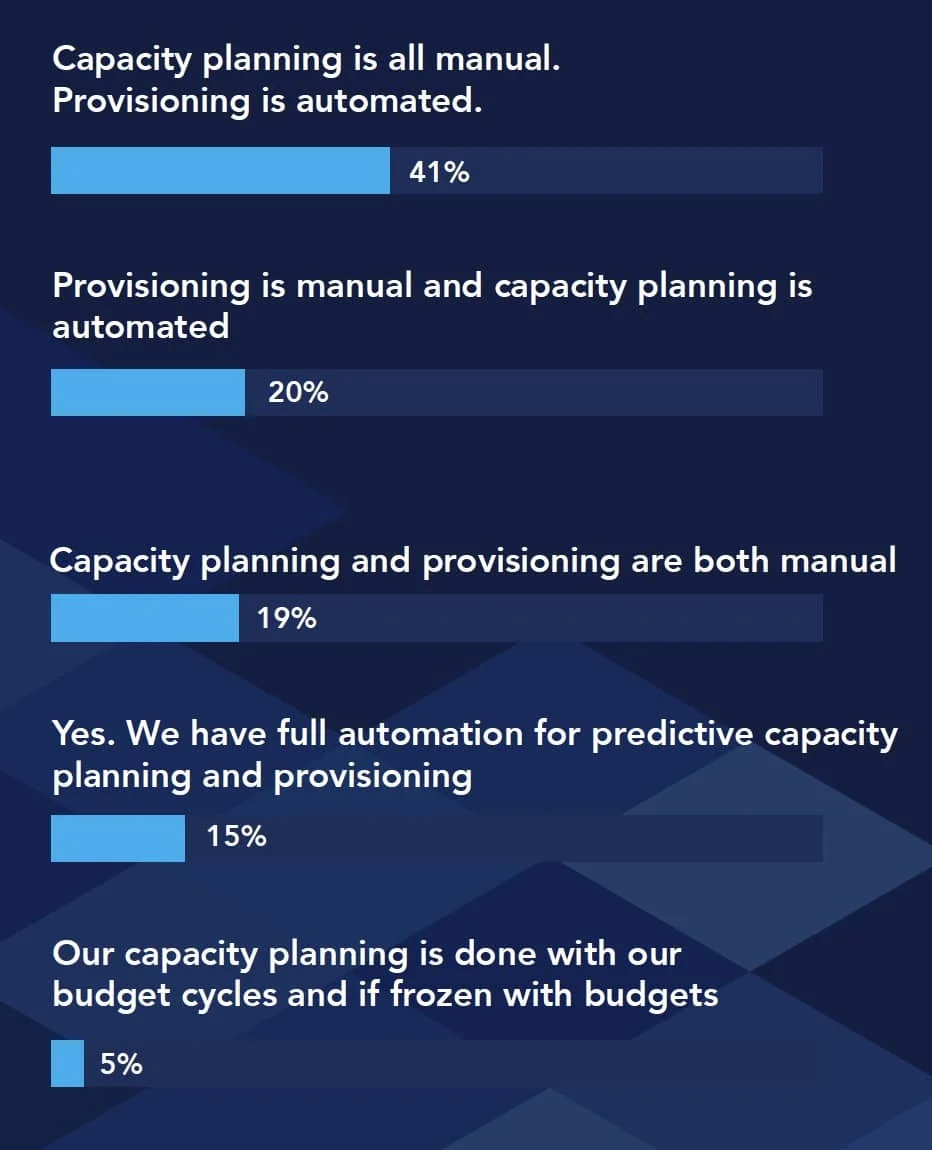 Capacity planning is all manual.
Provisioning is automated.
41%
Provisioning is manual and capacity planning is
automated
20%
Capacity planning and provisioning are both manual
19%
Yes. We have full automation for predictive capacity
planning and provisioning
15%
Our capacity planning is done with our
budget cycles and if frozen with budgets
5%